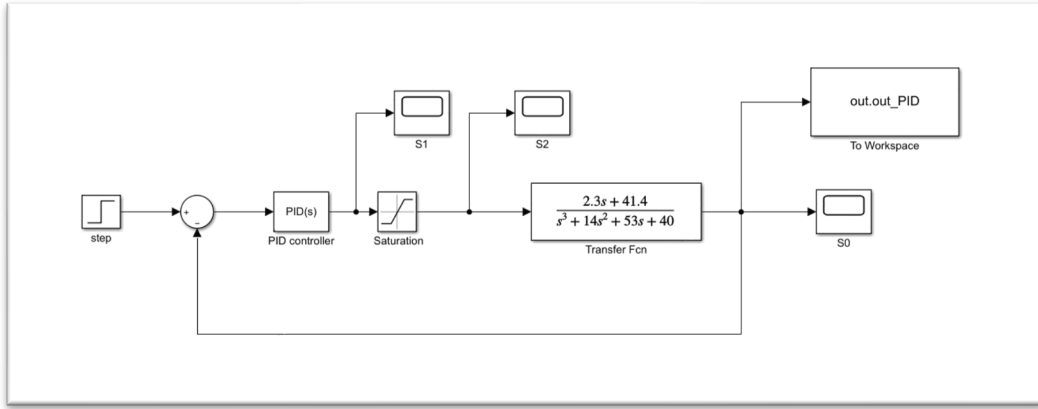 out.out_PID
To Workspace
S1
S2
step
+
−
PID(s)
PID controller
Saturation
2.3s + 41.4
s³ + 14s² + 53s + 40
Transfer Fcn
S0